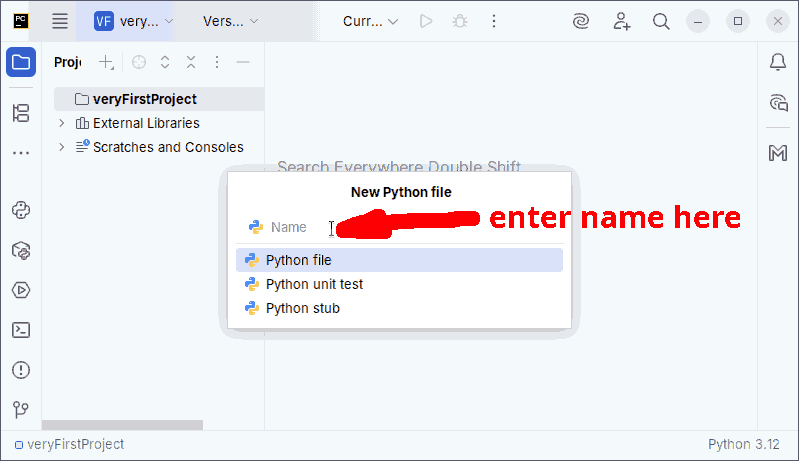 PC
VF very... Vers... Curr...
Proje
veryFirstProject
External Libraries
Scratches and Consoles
Search Everywhere Double Shift
New Python file
Name
enter name here
Python file
Python unit test
Python stub
veryFirstProject
Python 3.12